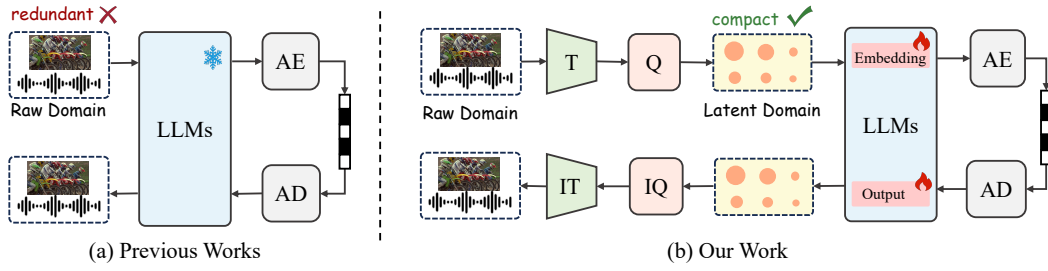 redundant
Raw Domain
LLMs
AE
AD
(a) Previous Works
compact
Raw Domain
T
Q
Latent Domain
Embedding
LLMs
Output
AE
IT
IQ
AD
(b) Our Work